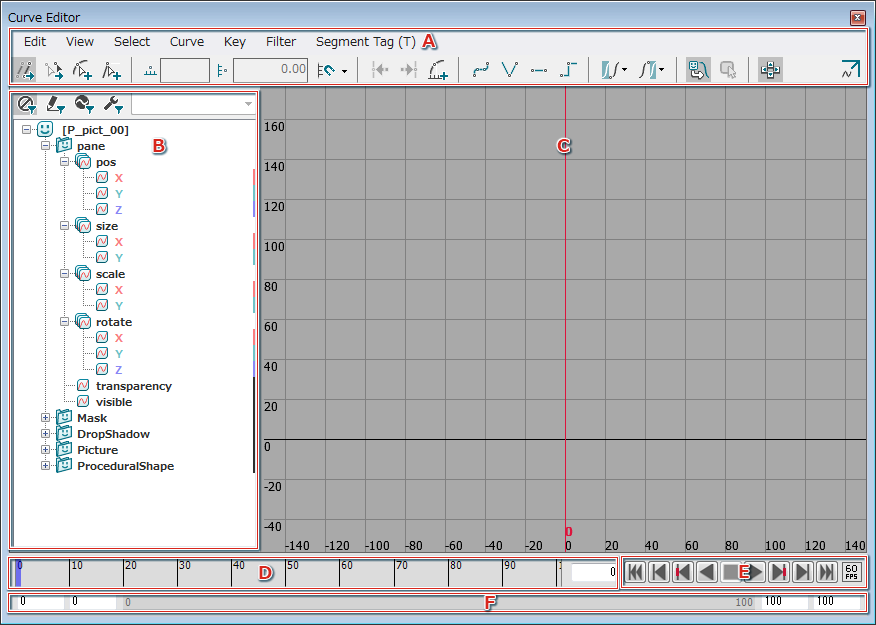 Curve Editor
Edit View Select Curve Key Filter Segment Tag (T) A
0.00
[P_pict_00]
pane
B
C
pos
X
Y
Z
size
X
Y
scale
X
Y
rotate
X
Y
Z
transparency
visible
Mask
DropShadow
Picture
ProceduralShape
160
140
120
100
80
60
40
20
0
-20
-40
0
-140 -120 -100 -80 -60 -40 -20 0 20 40 60 80 100 120 140
0 10 20 30 40 D 50 60 70 80 90 1 0
E
60 FPS
0 0 0 F 100 100 100